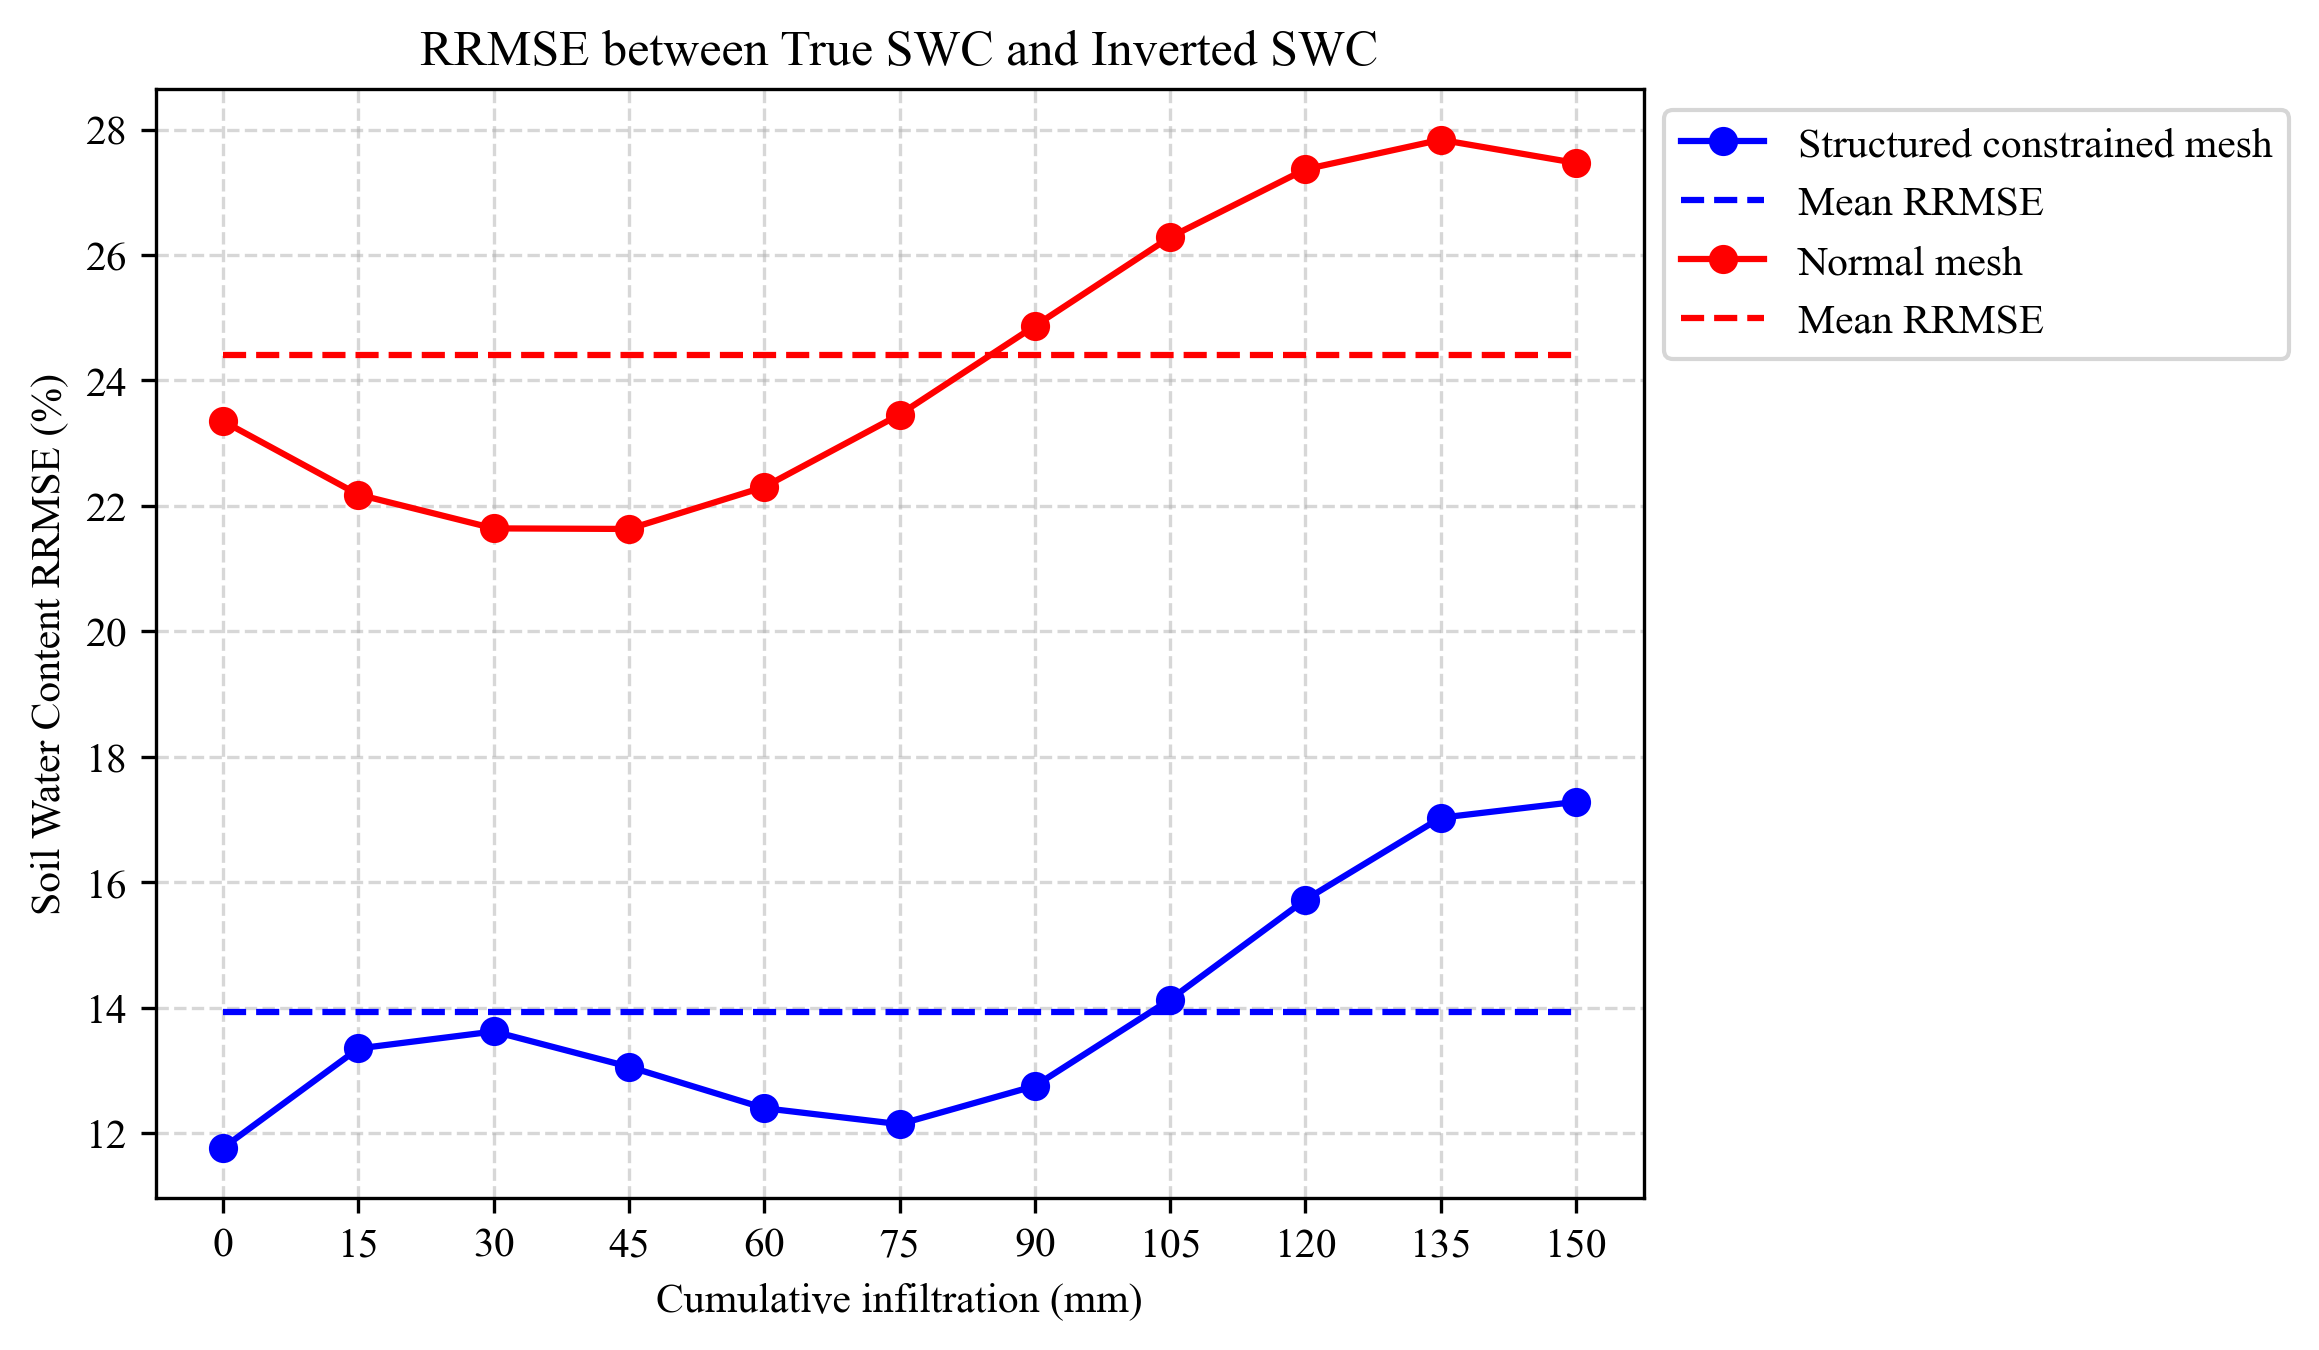 RRMSE between True SWC and Inverted SWC
Soil Water Content RRMSE (%)
28
26
24
22
20
18
16
14
12
0 15 30 45 60 75 90 105 120 135 150
Cumulative infiltration (mm)
Structured constrained mesh
Mean RRMSE
Normal mesh
Mean RRMSE